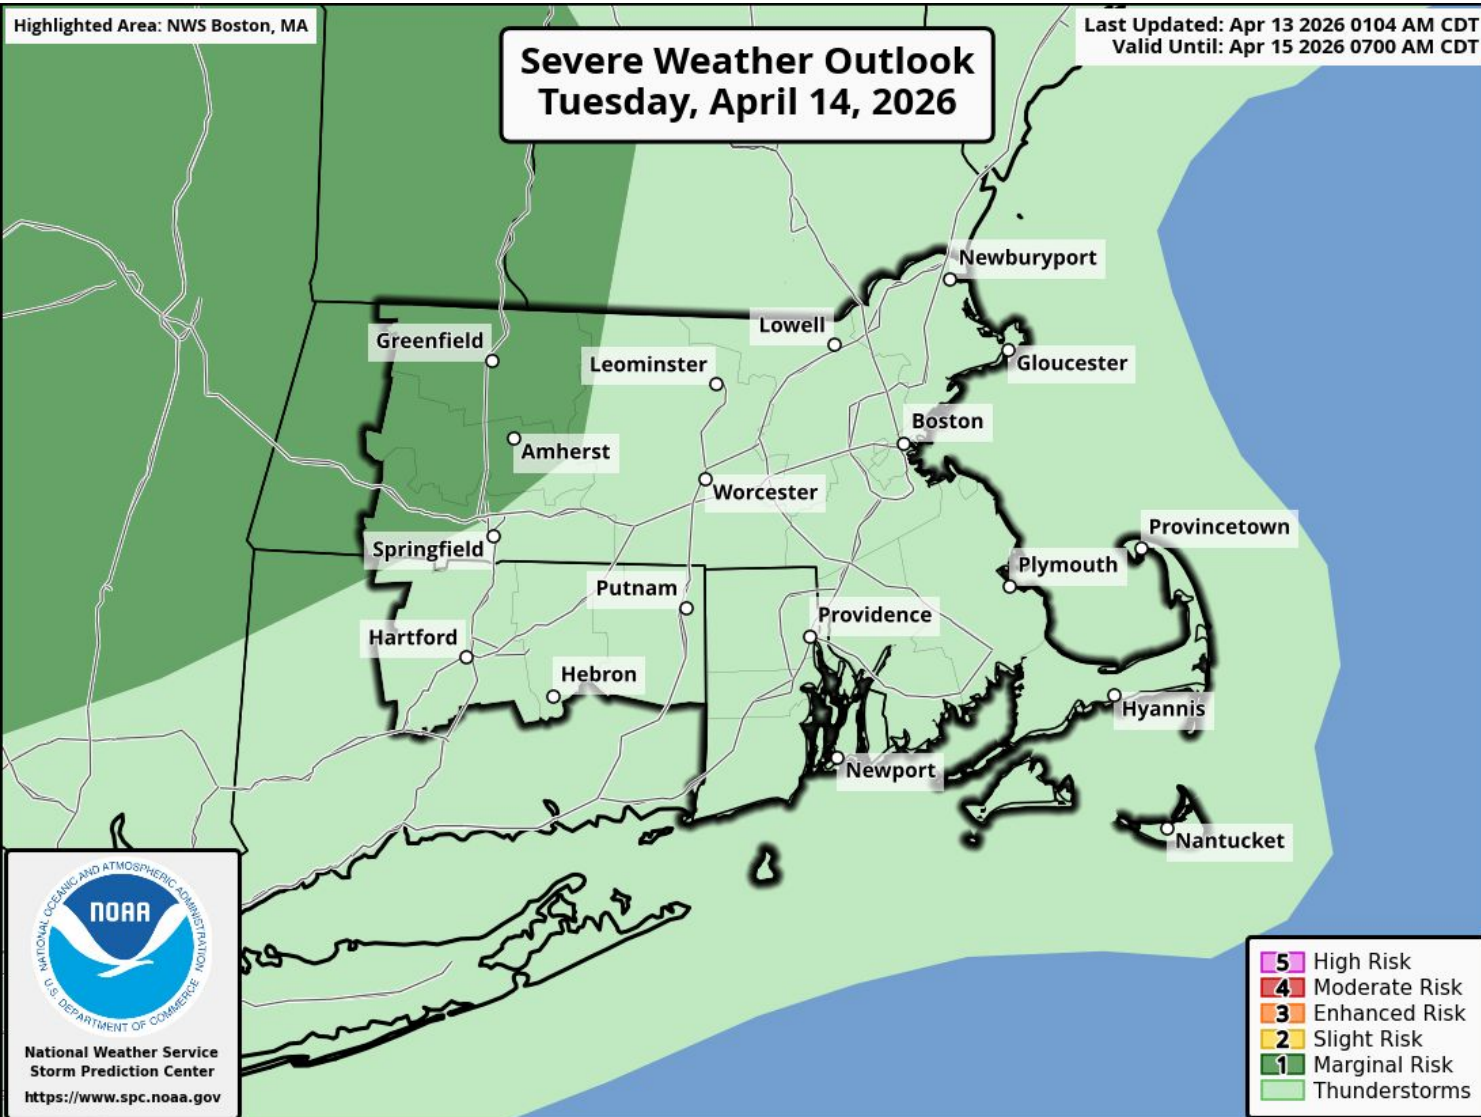 Highlighted Area: NWS Boston, MA
Last Updated: Apr 13 2026 0104 AM CDT
Valid Until: Apr 15 2026 0700 AM CDT
Severe Weather Outlook
Tuesday, April 14, 2026
Newburyport
Lowell
Greenfield
Leominster
Gloucester
Boston
Amherst
Worcester
Provincetown
Springfield
Plymouth
Putnam
Providence
Hartford
Hebron
Hyannis
Newport
Nantucket
NATIONAL OCEANIC AND ATMOSPHERIC ADMINISTRATION
NOAA
U.S. DEPARTMENT OF COMMERCE
National Weather Service
Storm Prediction Center
https://www.spc.noaa.gov
5 High Risk
4 Moderate Risk
3 Enhanced Risk
2 Slight Risk
1 Marginal Risk
Thunderstorms